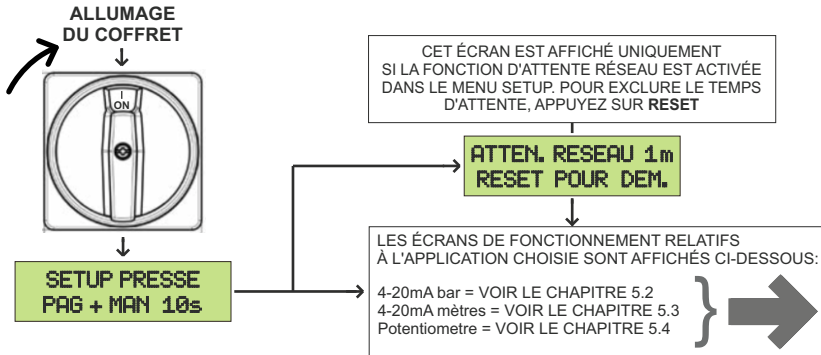 ALLUMAGE
DU COFFRET
ON
SETUP PRESSE
PAG + MAN 10s
CET ÉCRAN EST AFFICHÉ UNIQUEMENT
SI LA FONCTION D'ATTENTE RÉSEAU EST ACTIVÉE
DANS LE MENU SETUP. POUR EXCLURE LE TEMPS
D'ATTENTE, APPUYEZ SUR RESET
ATTEN. RESEAU 1m
RESET POUR DEM.
LES ÉCRANS DE FONCTIONNEMENT RELATIFS
À L'APPLICATION CHOISIE SONT AFFICHÉS CI-DESSOUS:
4-20mA bar = VOIR LE CHAPITRE 5.2
4-20mA mètres = VOIR LE CHAPITRE 5.3
Potentiometre = VOIR LE CHAPITRE 5.4